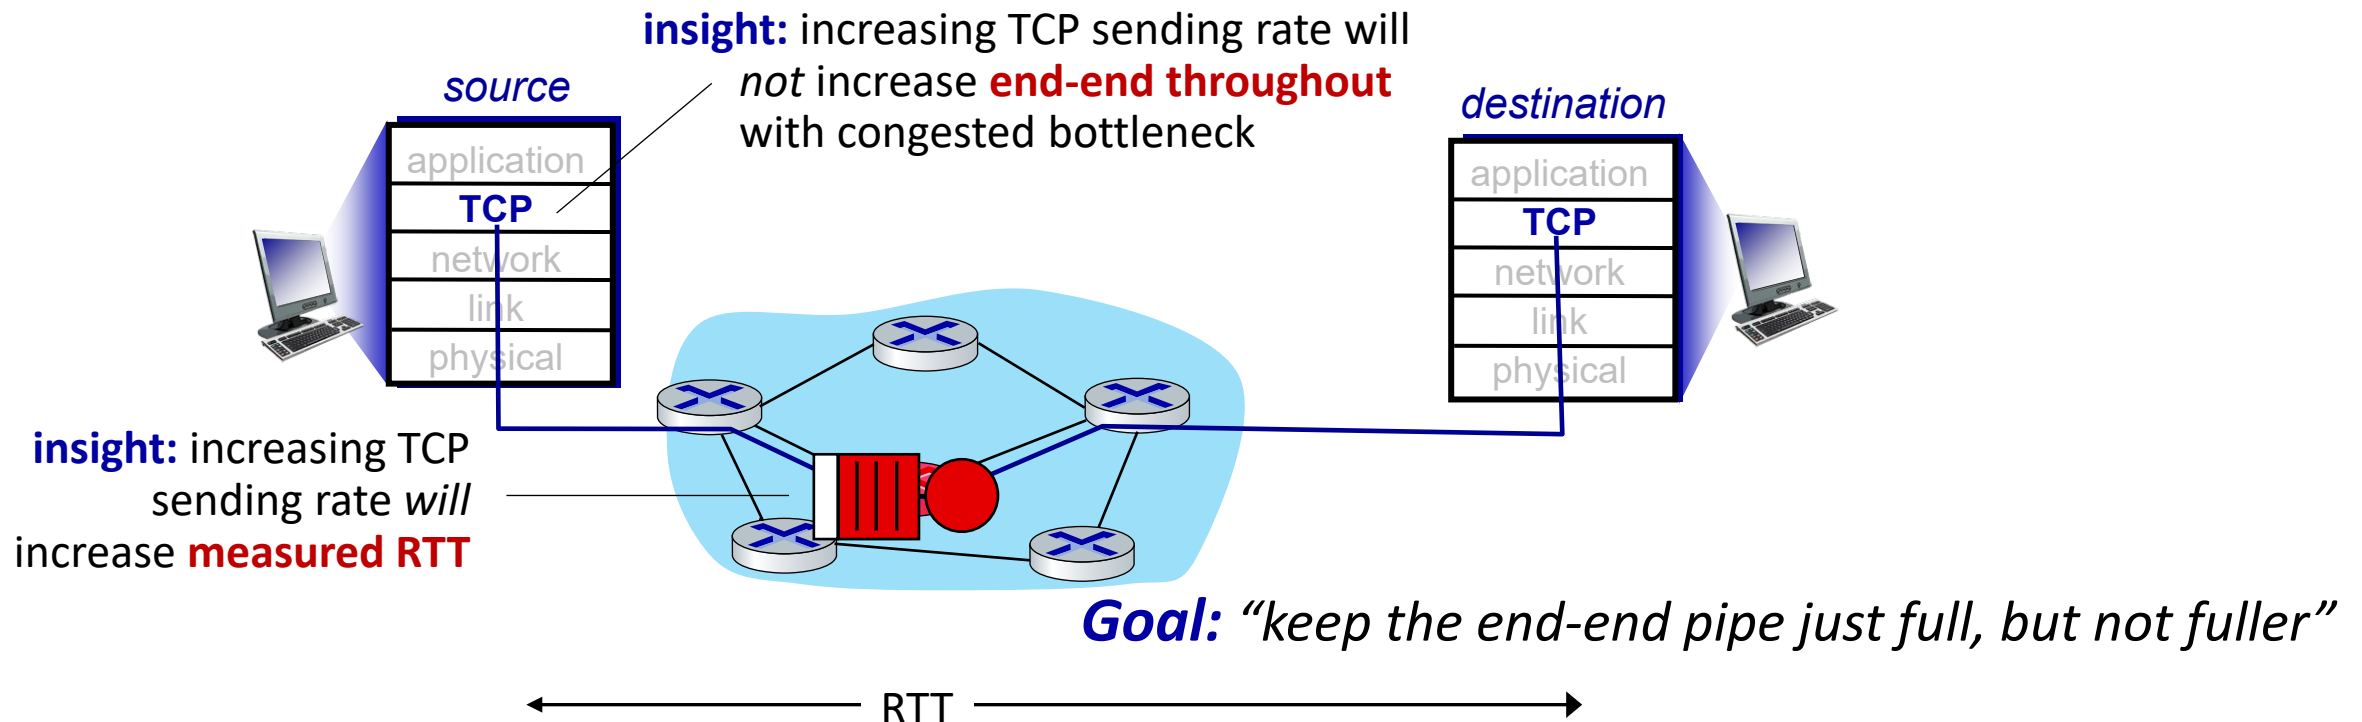 insight: increasing TCP sending rate will
not increase end-end throughout
with congested bottleneck
source
application
TCP
network
link
physical
destination
application
TCP
network
link
physical
insight: increasing TCP
sending rate will
increase measured RTT
Goal: “keep the end-end pipe just full, but not fuller”
RTT